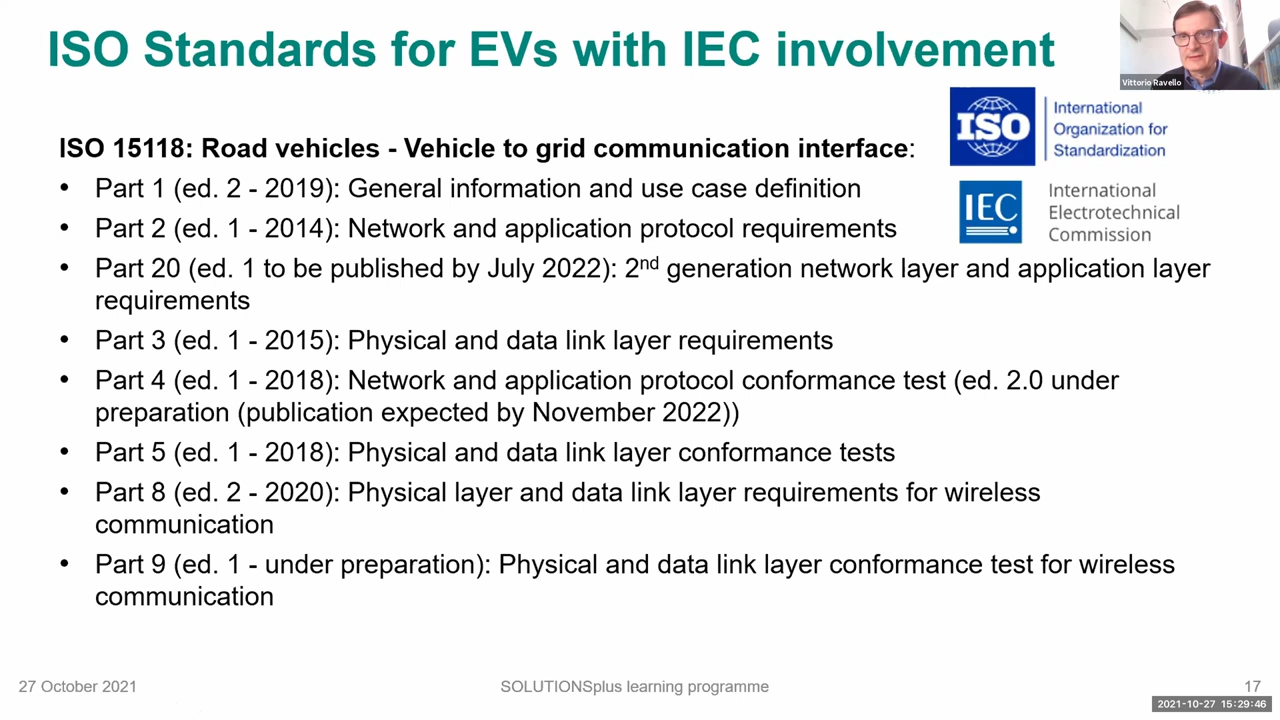 ISO Standards for EVs with IEC involvement
Vittorio Ravello
ISO
International
Organization for
Standardization
IEC
International
Electrotechnical
Commission
ISO 15118: Road vehicles - Vehicle to grid communication interface:
• Part 1 (ed. 2 - 2019): General information and use case definition
• Part 2 (ed. 1 - 2014): Network and application protocol requirements
• Part 20 (ed. 1 to be published by July 2022): 2nd generation network layer and application layer
requirements
• Part 3 (ed. 1 - 2015): Physical and data link layer requirements
• Part 4 (ed. 1 - 2018): Network and application protocol conformance test (ed. 2.0 under
preparation (publication expected by November 2022))
• Part 5 (ed. 1 - 2018): Physical and data link layer conformance tests
• Part 8 (ed. 2 - 2020): Physical layer and data link layer requirements for wireless
communication
• Part 9 (ed. 1 - under preparation): Physical and data link layer conformance test for wireless
communication
27 October 2021
SOLUTIONSplus learning programme
17
2021-10-27 15:29:46